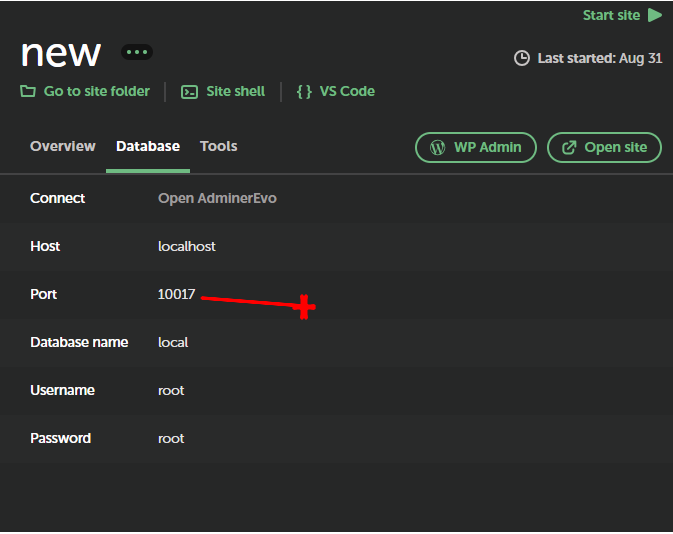 Start site
new
Last started: Aug 31
Go to site folder
Site shell
{ } VS Code
Overview
Database
Tools
WP Admin
Open site
Connect Open AdminerEvo
Host localhost
Port 10017
Database name local
Username root
Password root